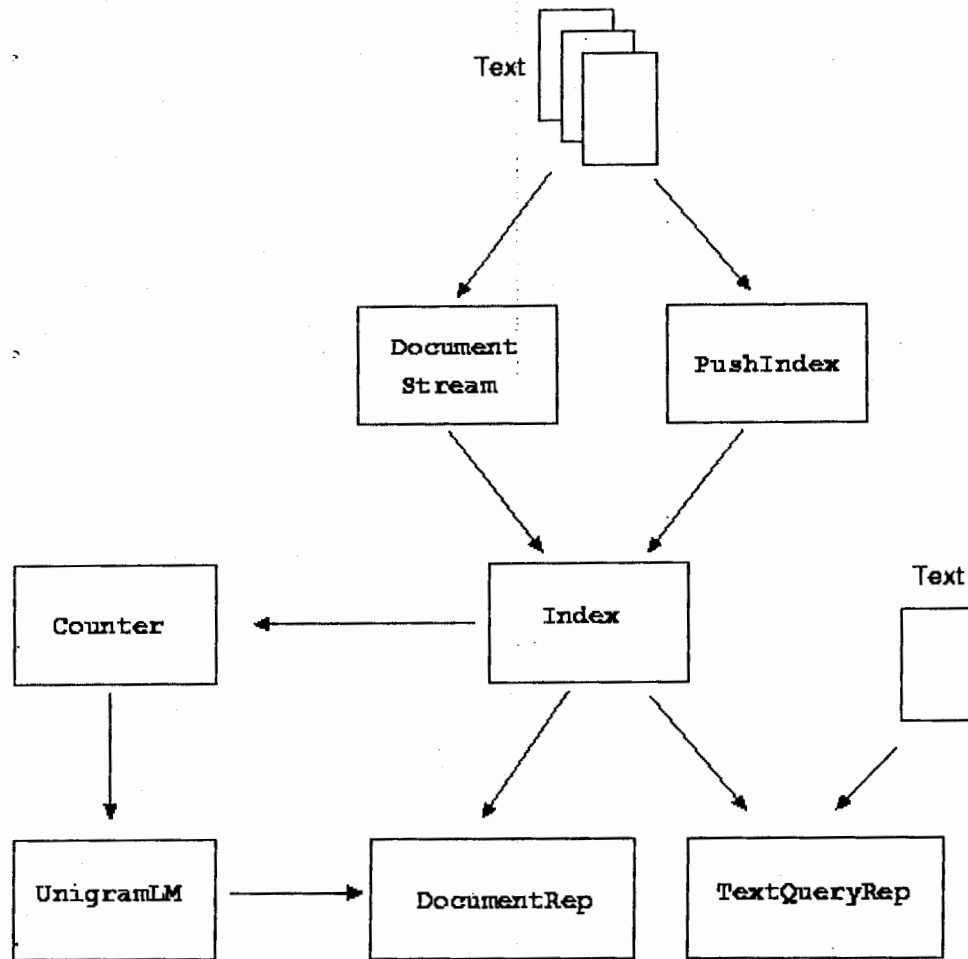 Text
Document
Stream
PushIndex
Counter
Index
Text
UnigramLM
DocumentRep
TextQueryRep